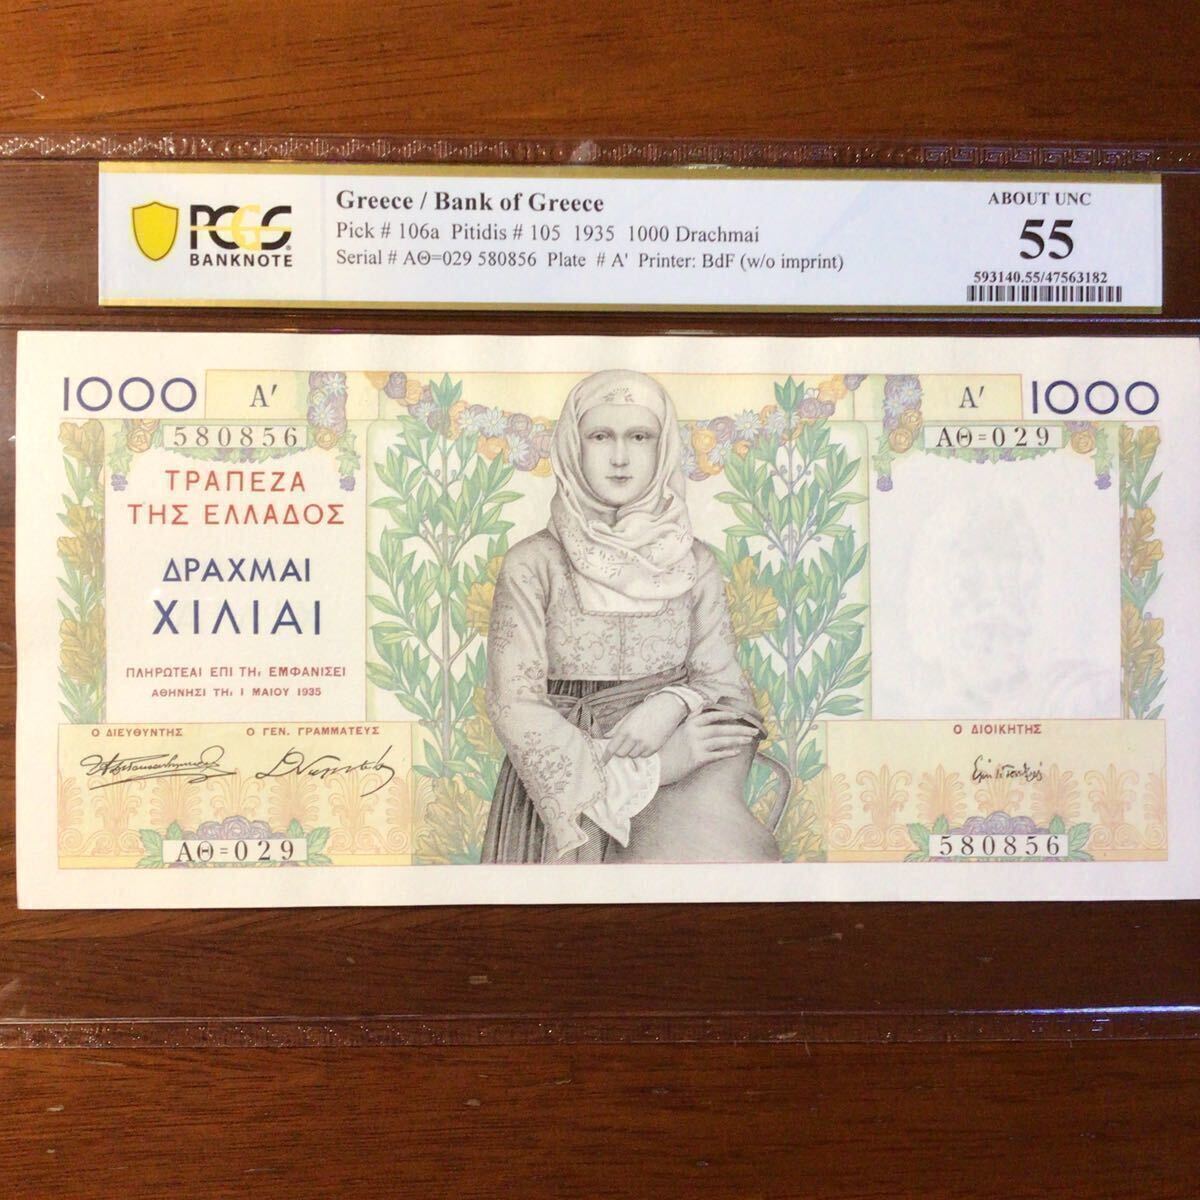 PCGS
BANKNOTE
Greece / Bank of Greece
Pick # 106a Pitidis # 105 1935 1000 Drachmai
Serial # ΑΘ=029 580856 Plate # A' Printer: BdF (w/o imprint)
ABOUT UNC
55
593140.55/47563182
1000 Α' Α' 1000
580856 ΑΘ=029
ΤΡΑΠΕΖΑ
ΤΗΣ ΕΛΛΑΔΟΣ
ΔΡΑΧΜΑΙ
ΧΙΛΙΑΙ
ΠΛΗΡΩΤΕΑΙ ΕΠΙ ΤΗι ΕΜΦΑΝΙΣΕΙ
ΑΘΗΝΗΣΙ ΤΗι 1 ΜΑΙΟΥ 1935
Ο ΔΙΕΥΘΥΝΤΗΣ Ο ΓΕΝ. ΓΡΑΜΜΑΤΕΥΣ Ο ΔΙΟΙΚΗΤΗΣ
ΑΘ=029 580856